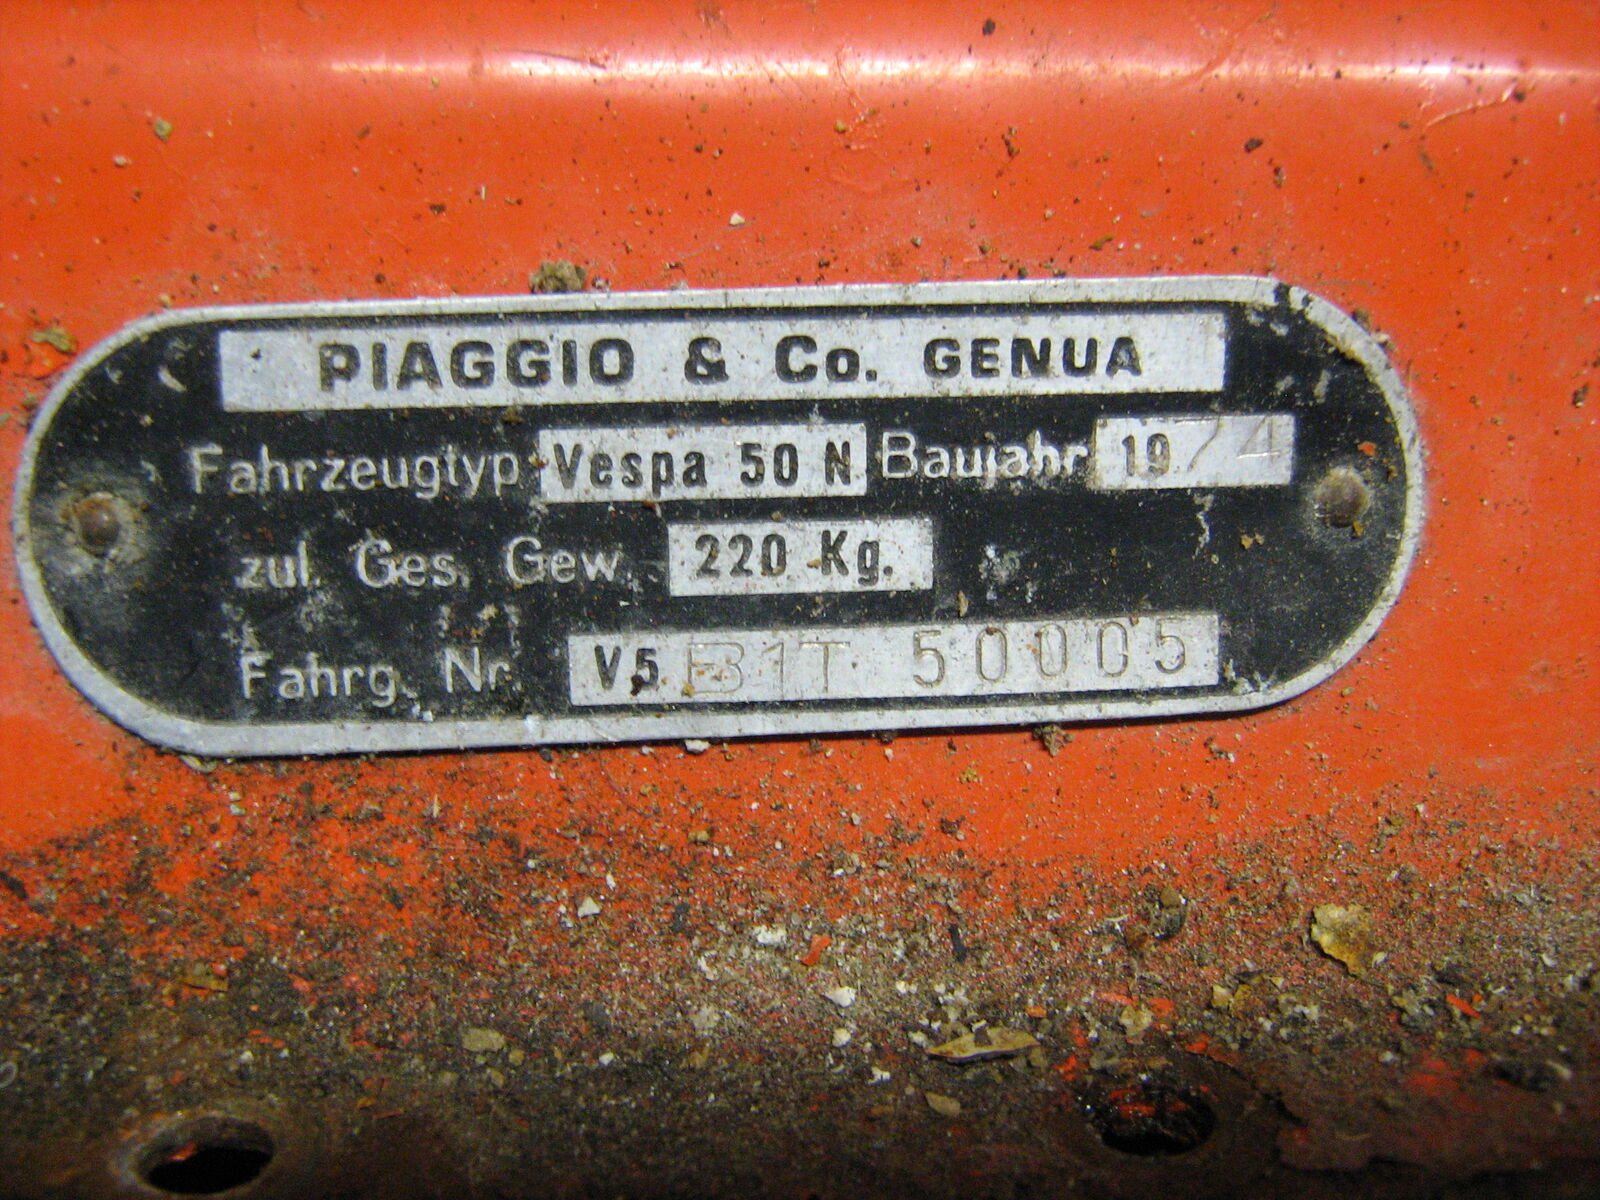 PIAGGIO & Co. GENUA
Fahrzeugtyp Vespa 50 N Baujahr 1974
zul. Ges. Gew. 220 Kg.
Fahrg. Nr. V5 B1T 50005